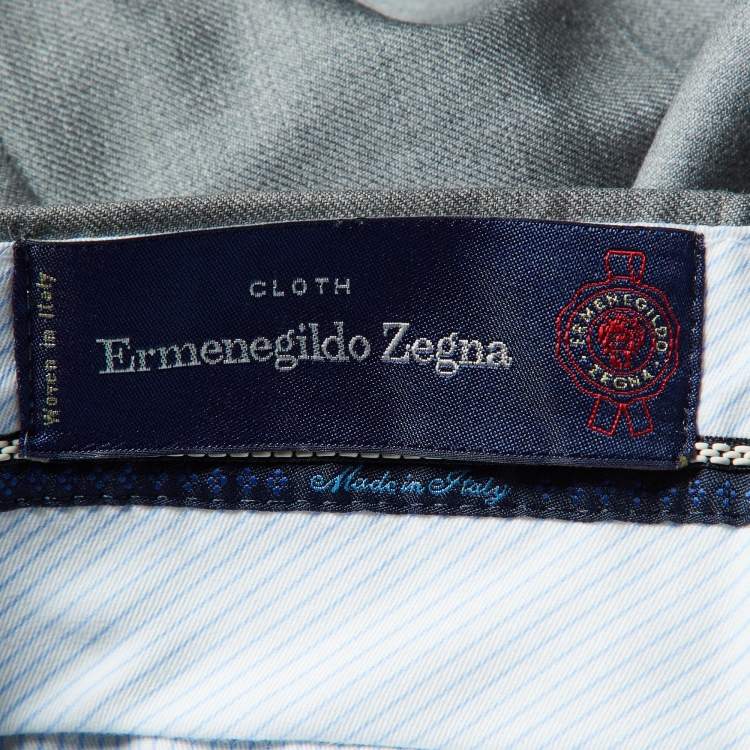 Woven in Italy
CLOTH
Ermenegildo Zegna
ERMENEGILDO
ZEGNA
Made in Italy